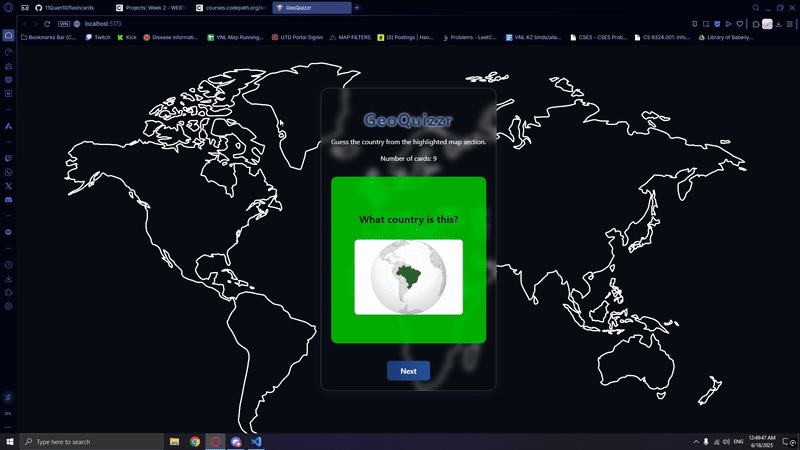 11Quan10/flashcards
Projects: Week 2 - WEB1
courses.codepath.org/sn
GeoQuizzr
VPN
localhost:5173
Bookmarks Bar (C...
Twitch
Kick
Disease informatio...
VNL Map Running...
UTD Portal Signin
MAP FILTERS
(5) Postings | Han...
Problems - LeetC...
VNL KZ binds/alia...
CSES - CSES Prob...
CS 6324.001: Info...
Library of Babelly...
GeoQuizzr
Guess the country from the highlighted map section.
Number of cards: 9
What country is this?
Next
Type here to search
ENG
12:49:47 AM
6/18/2025